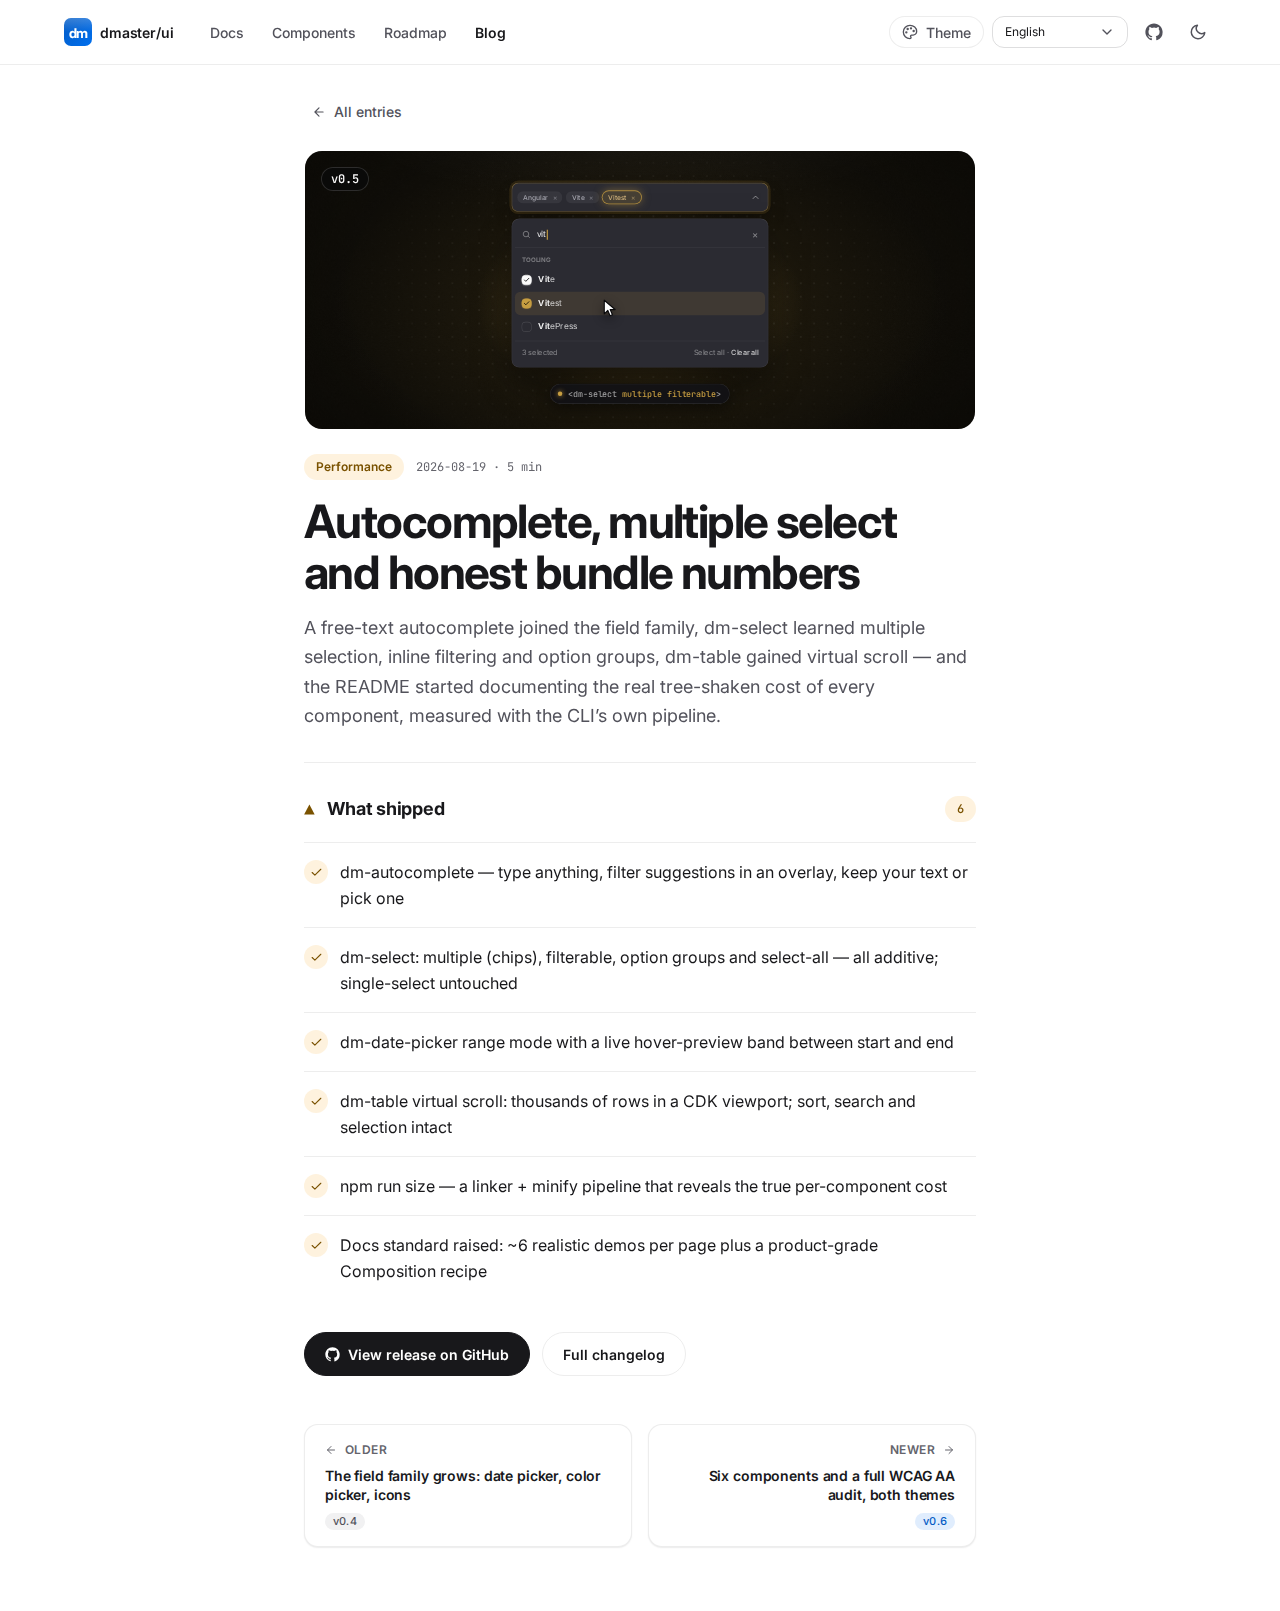 dm dmaster/ui Docs Components Roadmap Blog Theme English
All entries
v0.5
Angular × Vite × Vitest ×
vit ×
TOOLING
Vite
Vitest
VitePress
3 selected Select all · Clear all
<dm-select multiple filterable>
Performance 2026-08-19 · 5 min
Autocomplete, multiple select
and honest bundle numbers
A free-text autocomplete joined the field family, dm-select learned multiple
selection, inline filtering and option groups, dm-table gained virtual scroll — and
the README started documenting the real tree-shaken cost of every
component, measured with the CLI’s own pipeline.
▲ What shipped 6
dm-autocomplete — type anything, filter suggestions in an overlay, keep your text or
pick one
dm-select: multiple (chips), filterable, option groups and select-all — all additive;
single-select untouched
dm-date-picker range mode with a live hover-preview band between start and end
dm-table virtual scroll: thousands of rows in a CDK viewport; sort, search and
selection intact
npm run size — a linker + minify pipeline that reveals the true per-component cost
Docs standard raised: ~6 realistic demos per page plus a product-grade
Composition recipe
View release on GitHub Full changelog
← OLDER
The field family grows: date picker, color
picker, icons
v0.4
NEWER →
Six components and a full WCAG AA
audit, both themes
v0.6